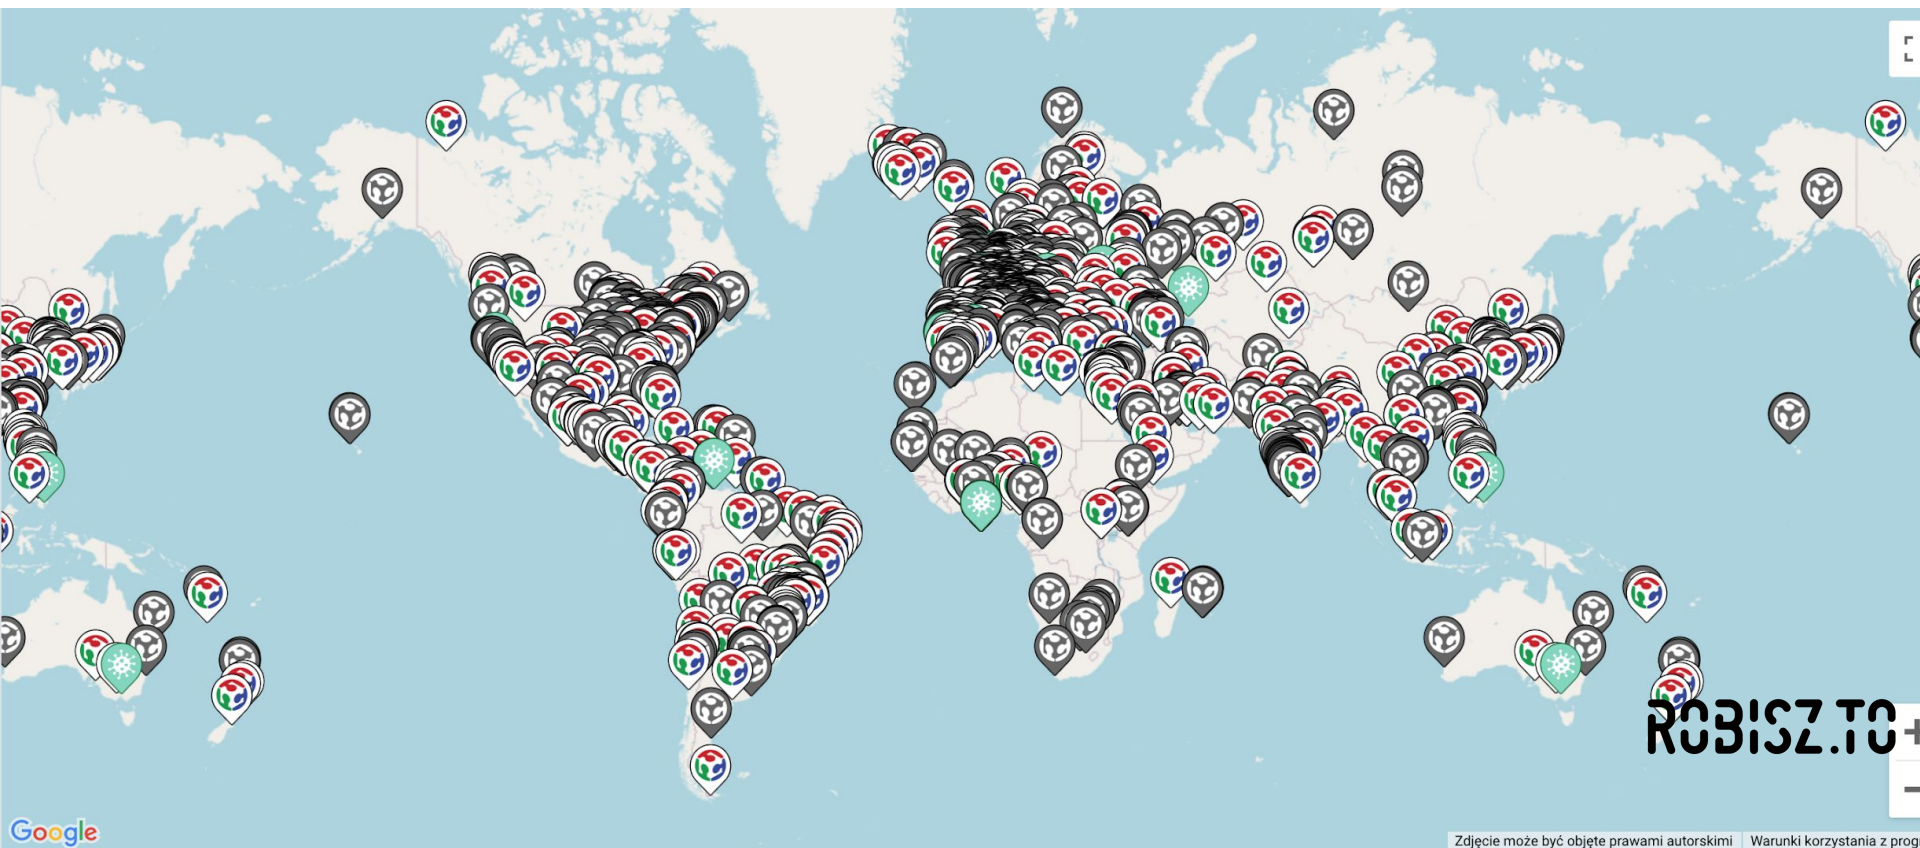 ROBISZ.TO
Google
Zdjęcie może być objęte prawami autorskimi
Warunki korzystania z prog